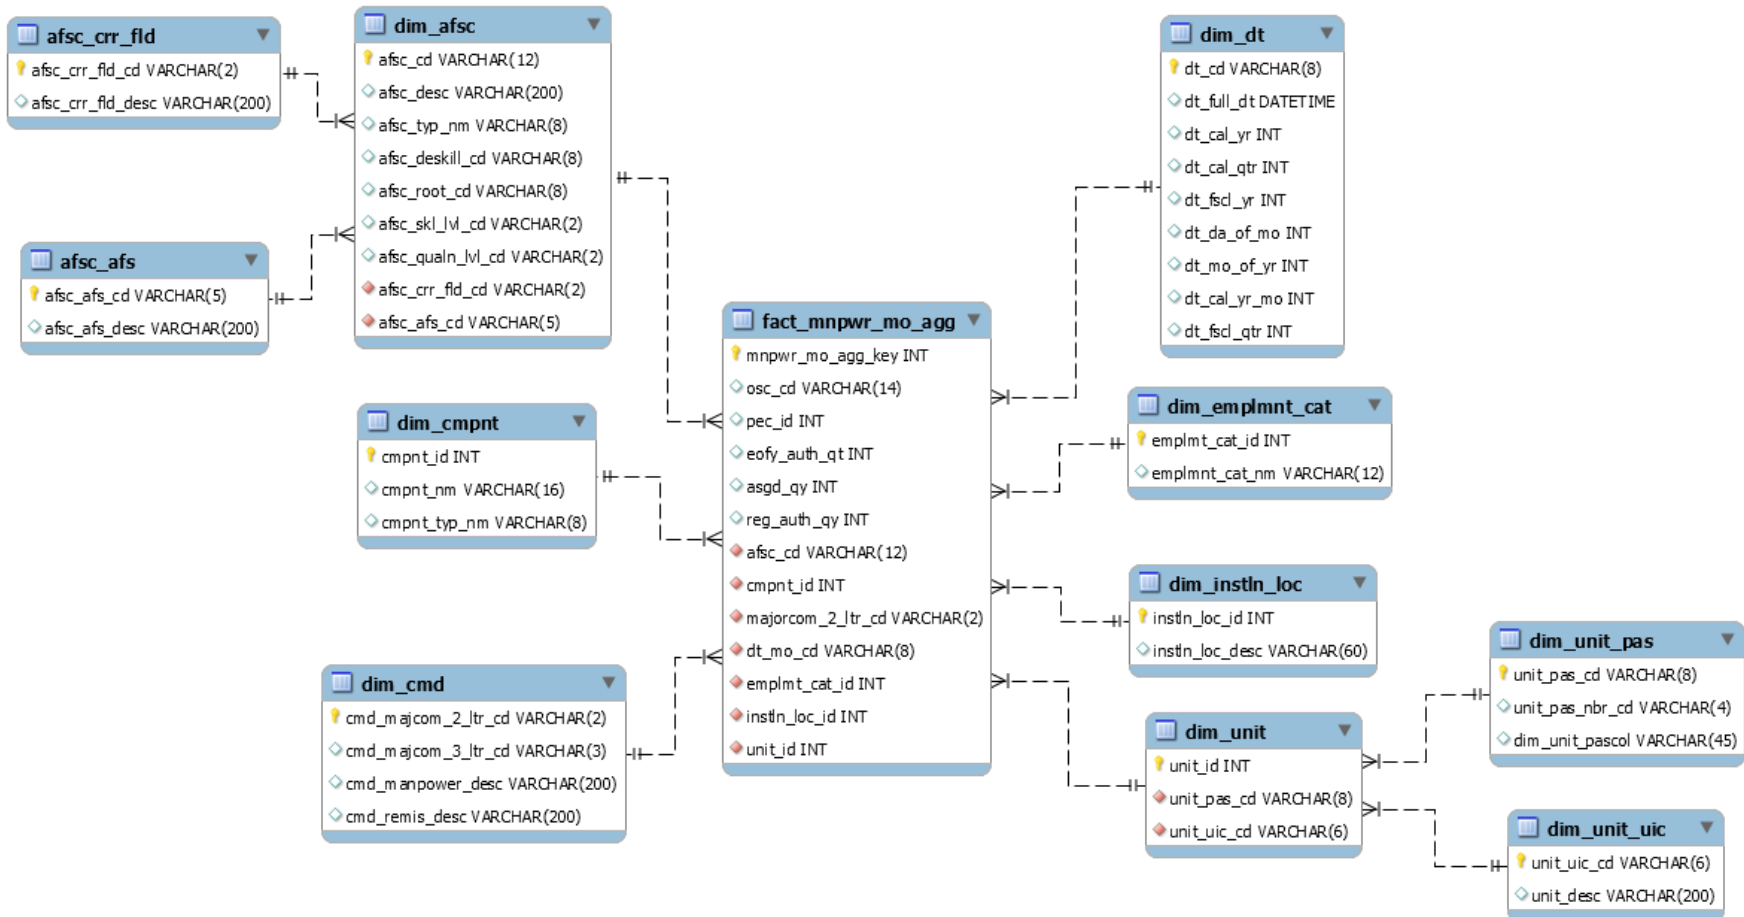 afsc_crr_fld
afsc_crr_fld_cd VARCHAR(2)
afsc_crr_fld_desc VARCHAR(200)
afsc_afs
afsc_afs_cd VARCHAR(5)
afsc_afs_desc VARCHAR(200)
dim_afsc
afsc_cd VARCHAR(12)
afsc_desc VARCHAR(200)
afsc_typ_nm VARCHAR(8)
afsc_deskill_cd VARCHAR(8)
afsc_root_cd VARCHAR(8)
afsc_skl_lvl_cd VARCHAR(2)
afsc_qualn_lvl_cd VARCHAR(2)
afsc_crr_fld_cd VARCHAR(2)
afsc_afs_cd VARCHAR(5)
dim_cmpnt
cmpnt_id INT
cmpnt_nm VARCHAR(16)
cmpnt_typ_nm VARCHAR(8)
dim_cmd
cmd_majcom_2_ltr_cd VARCHAR(2)
cmd_majcom_3_ltr_cd VARCHAR(3)
cmd_manpower_desc VARCHAR(200)
cmd_remis_desc VARCHAR(200)
fact_mnpwr_mo_agg
mnpwr_mo_agg_key INT
osc_cd VARCHAR(14)
pec_id INT
eofy_auth_qt INT
asgd_qy INT
reg_auth_qy INT
afsc_cd VARCHAR(12)
cmpnt_id INT
majorcom_2_ltr_cd VARCHAR(2)
dt_mo_cd VARCHAR(8)
emplmt_cat_id INT
instln_loc_id INT
unit_id INT
dim_dt
dt_cd VARCHAR(8)
dt_full_dt DATETIME
dt_cal_yr INT
dt_cal_qtr INT
dt_fscl_yr INT
dt_da_of_mo INT
dt_mo_of_yr INT
dt_cal_yr_mo INT
dt_fscl_qtr INT
dim_emplmnt_cat
emplmt_cat_id INT
emplmnt_cat_nm VARCHAR(12)
dim_instln_loc
instln_loc_id INT
instln_loc_desc VARCHAR(60)
dim_unit
unit_id INT
unit_pas_cd VARCHAR(8)
unit_uic_cd VARCHAR(6)
dim_unit_pas
unit_pas_cd VARCHAR(8)
unit_pas_nbr_cd VARCHAR(4)
dim_unit_pascol VARCHAR(45)
dim_unit_uic
unit_uic_cd VARCHAR(6)
unit_desc VARCHAR(200)